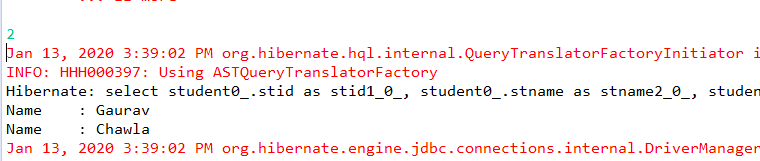 ... 22 more
2
Jan 13, 2020 3:39:02 PM org.hibernate.hql.internal.QueryTranslatorFactoryInitiator i
INFO: HHH000397: Using ASTQueryTranslatorFactory
Hibernate: select student0_.stid as stid1_0_, student0_.stname as stname2_0_, studen
Name    : Gaurav
Name    : Chawla
Jan 13, 2020 3:39:02 PM org.hibernate.engine.jdbc.connections.internal.DriverManager